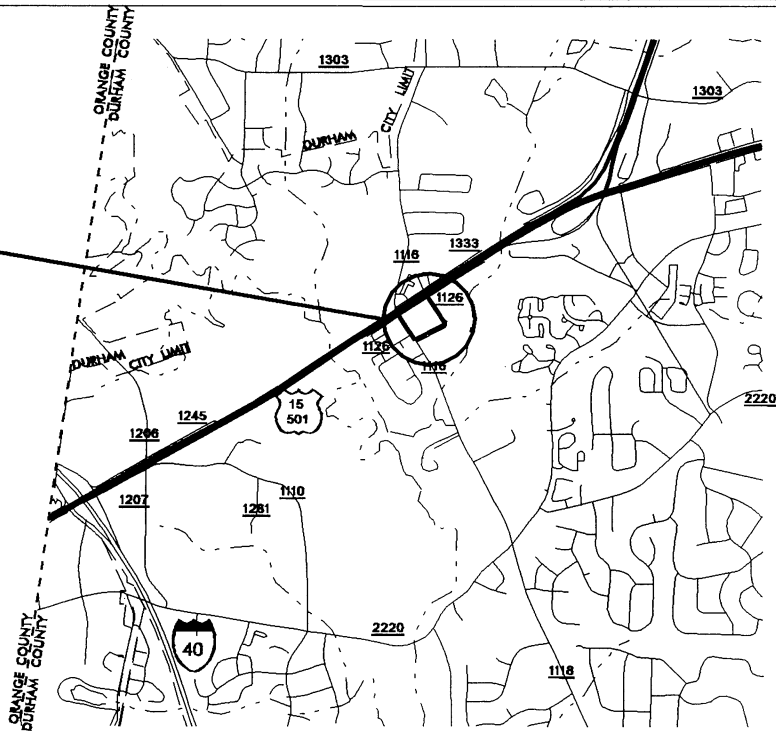 ORANGE COUNTY
DURHAM COUNTY
1303
1303
CITY LIMIT
DURHAM
1333
1116
1126
1126
1116
DURHAM CITY LIMIT
15
501
2220
1245
1206
1207
1281
1110
2220
40
1118
ORANGE COUNTY
DURHAM COUNTY